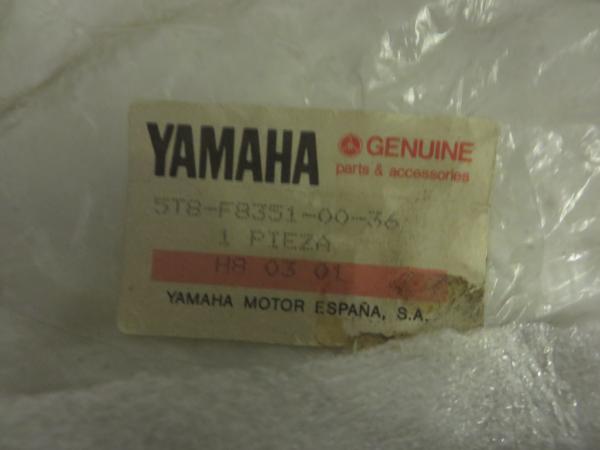 YAMAHA
GENUINE
parts & accessories
5T8-F8351-00-36
1 PIEZA
H8 03 01
YAMAHA MOTOR ESPAÑA, S.A.